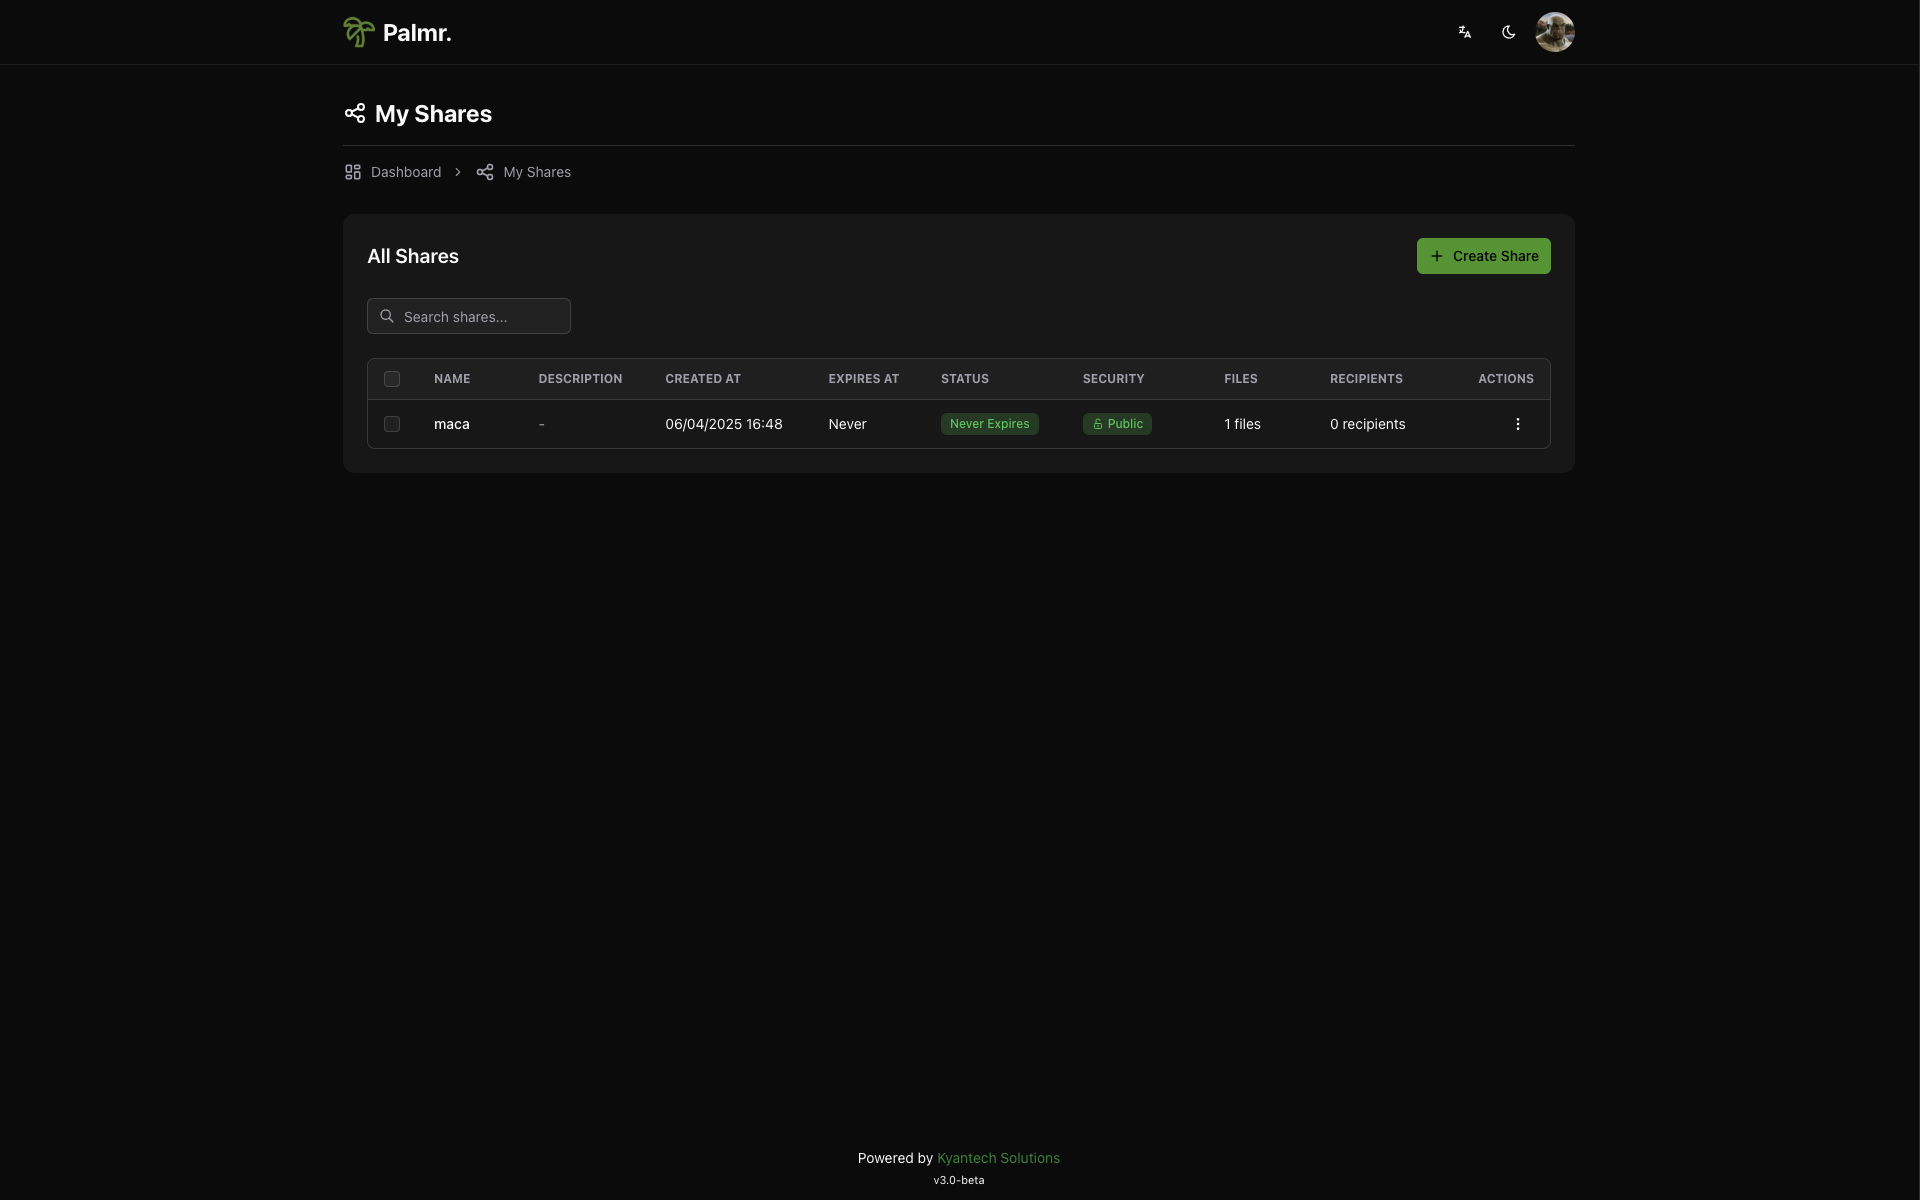 Palmr.
My Shares
Dashboard My Shares
All Shares
Create Share
Search shares...
NAME DESCRIPTION CREATED AT EXPIRES AT STATUS SECURITY FILES RECIPIENTS ACTIONS
maca - 06/04/2025 16:48 Never Never Expires Public 1 files 0 recipients
Powered by Kyantech Solutions
v3.0-beta